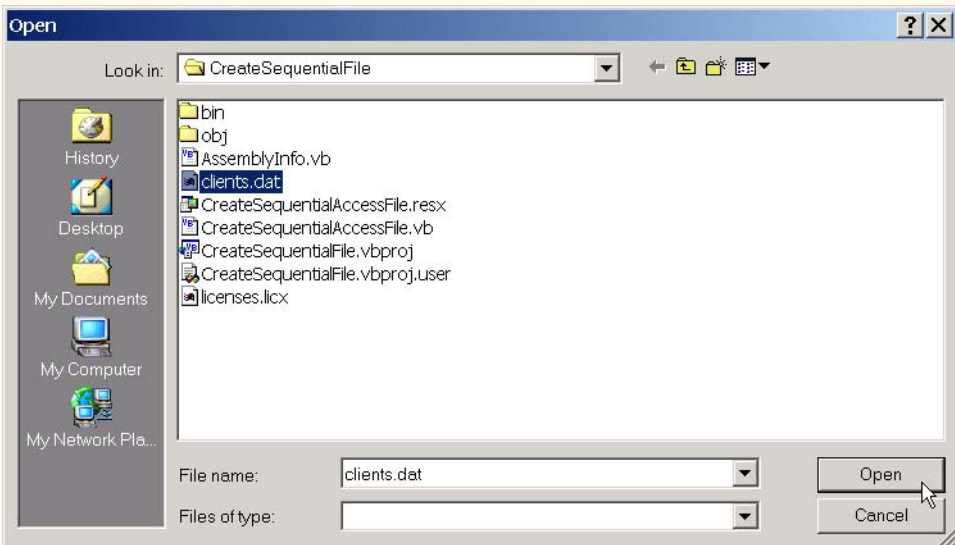 Open
Look in: CreateSequentialFile
History
Desktop
My Documents
My Computer
My Network Pla...
bin
obj
AssemblyInfo.vb
clients.dat
CreateSequentialAccessFile.resx
CreateSequentialAccessFile.vb
CreateSequentialFile.vbproj
CreateSequentialFile.vbproj.user
licenses.licx
File name: clients.dat Open
Files of type: Cancel